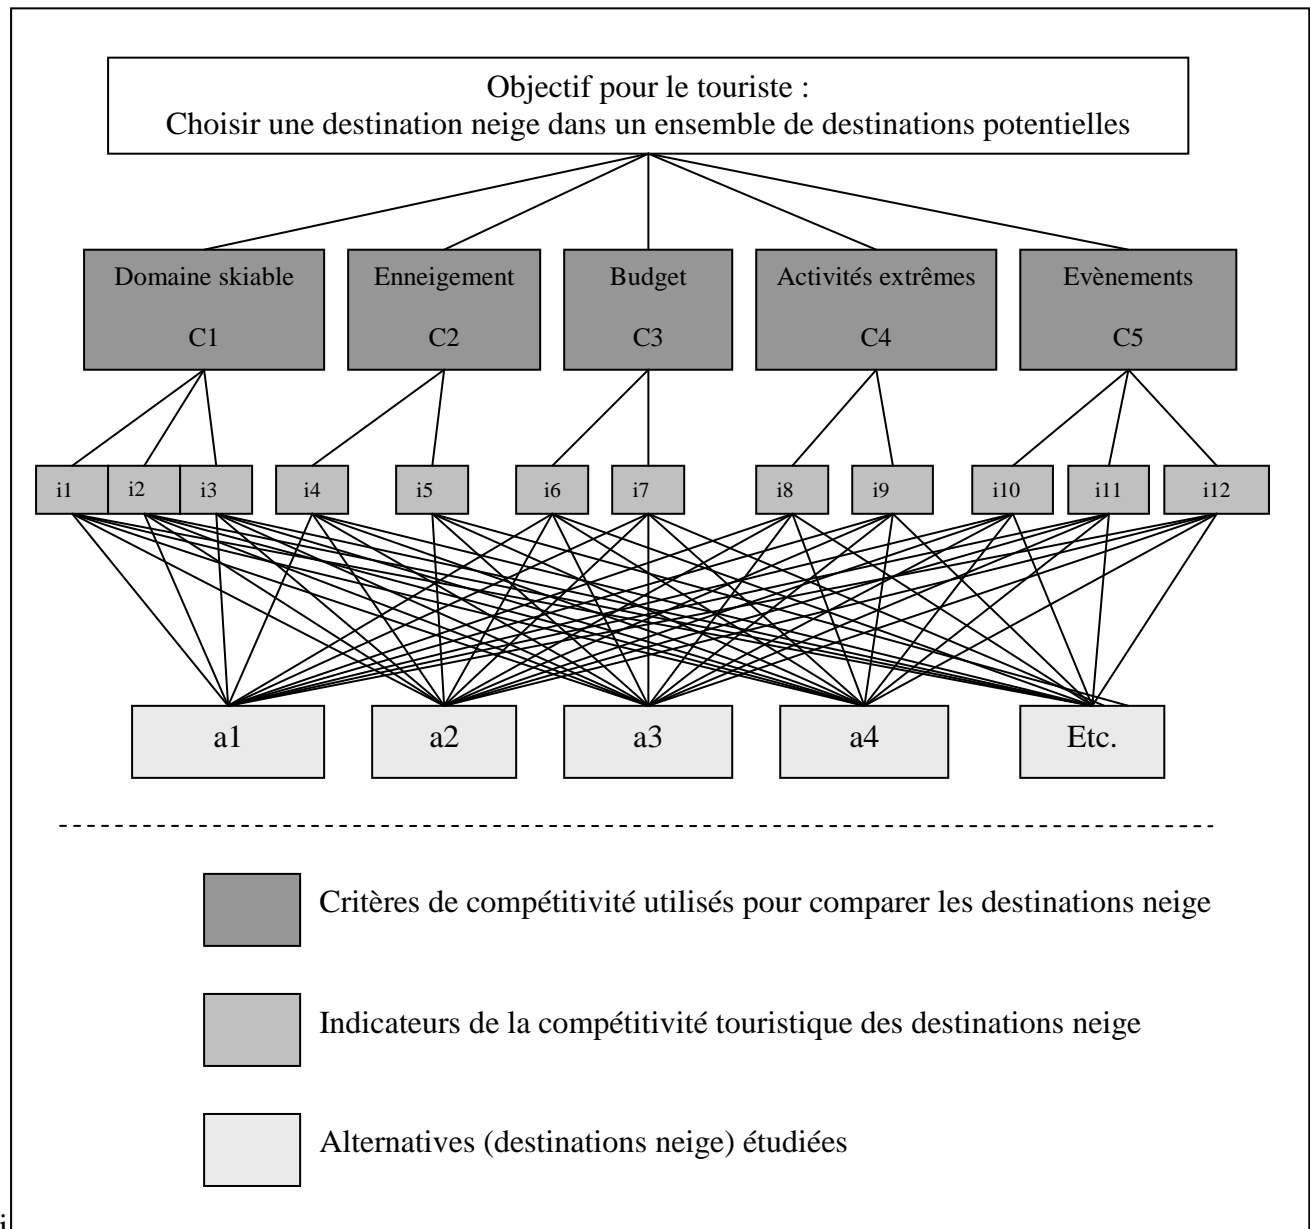 Objectif pour le touriste :
Choisir une destination neige dans un ensemble de destinations potentielles
Domaine skiable
C1
Enneigement
C2
Budget
C3
Activités extrêmes
C4
Evènements
C5
i1
i2
i3
i4
i5
i6
i7
i8
i9
i10
i11
i12
a1
a2
a3
a4
Etc.
Critères de compétitivité utilisés pour comparer les destinations neige
Indicateurs de la compétitivité touristique des destinations neige
Alternatives (destinations neige) étudiées
i